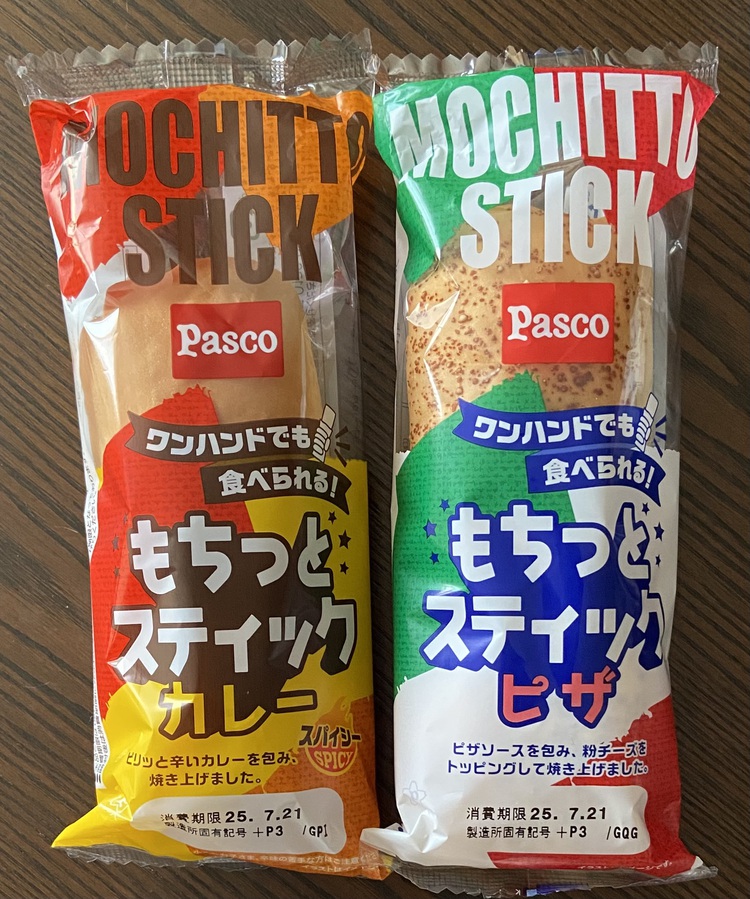 MOCHITTO
STICK
Pasco
ワンハンドでも
食べられる!
もちっと
スティック
カレー
スパイシー
SPICY
ピリッと辛いカレーを包み、
焼き上げました。
消費期限25. 7.21
製造所固有記号 +P3 /GPI
MOCHITTO
STICK
Pasco
ワンハンドでも
食べられる!
もちっと
スティック
ピザ
ピザソースを包み、粉チーズを
トッピングして焼き上げました。
消費期限25. 7.21
製造所固有記号 +P3 /GQG